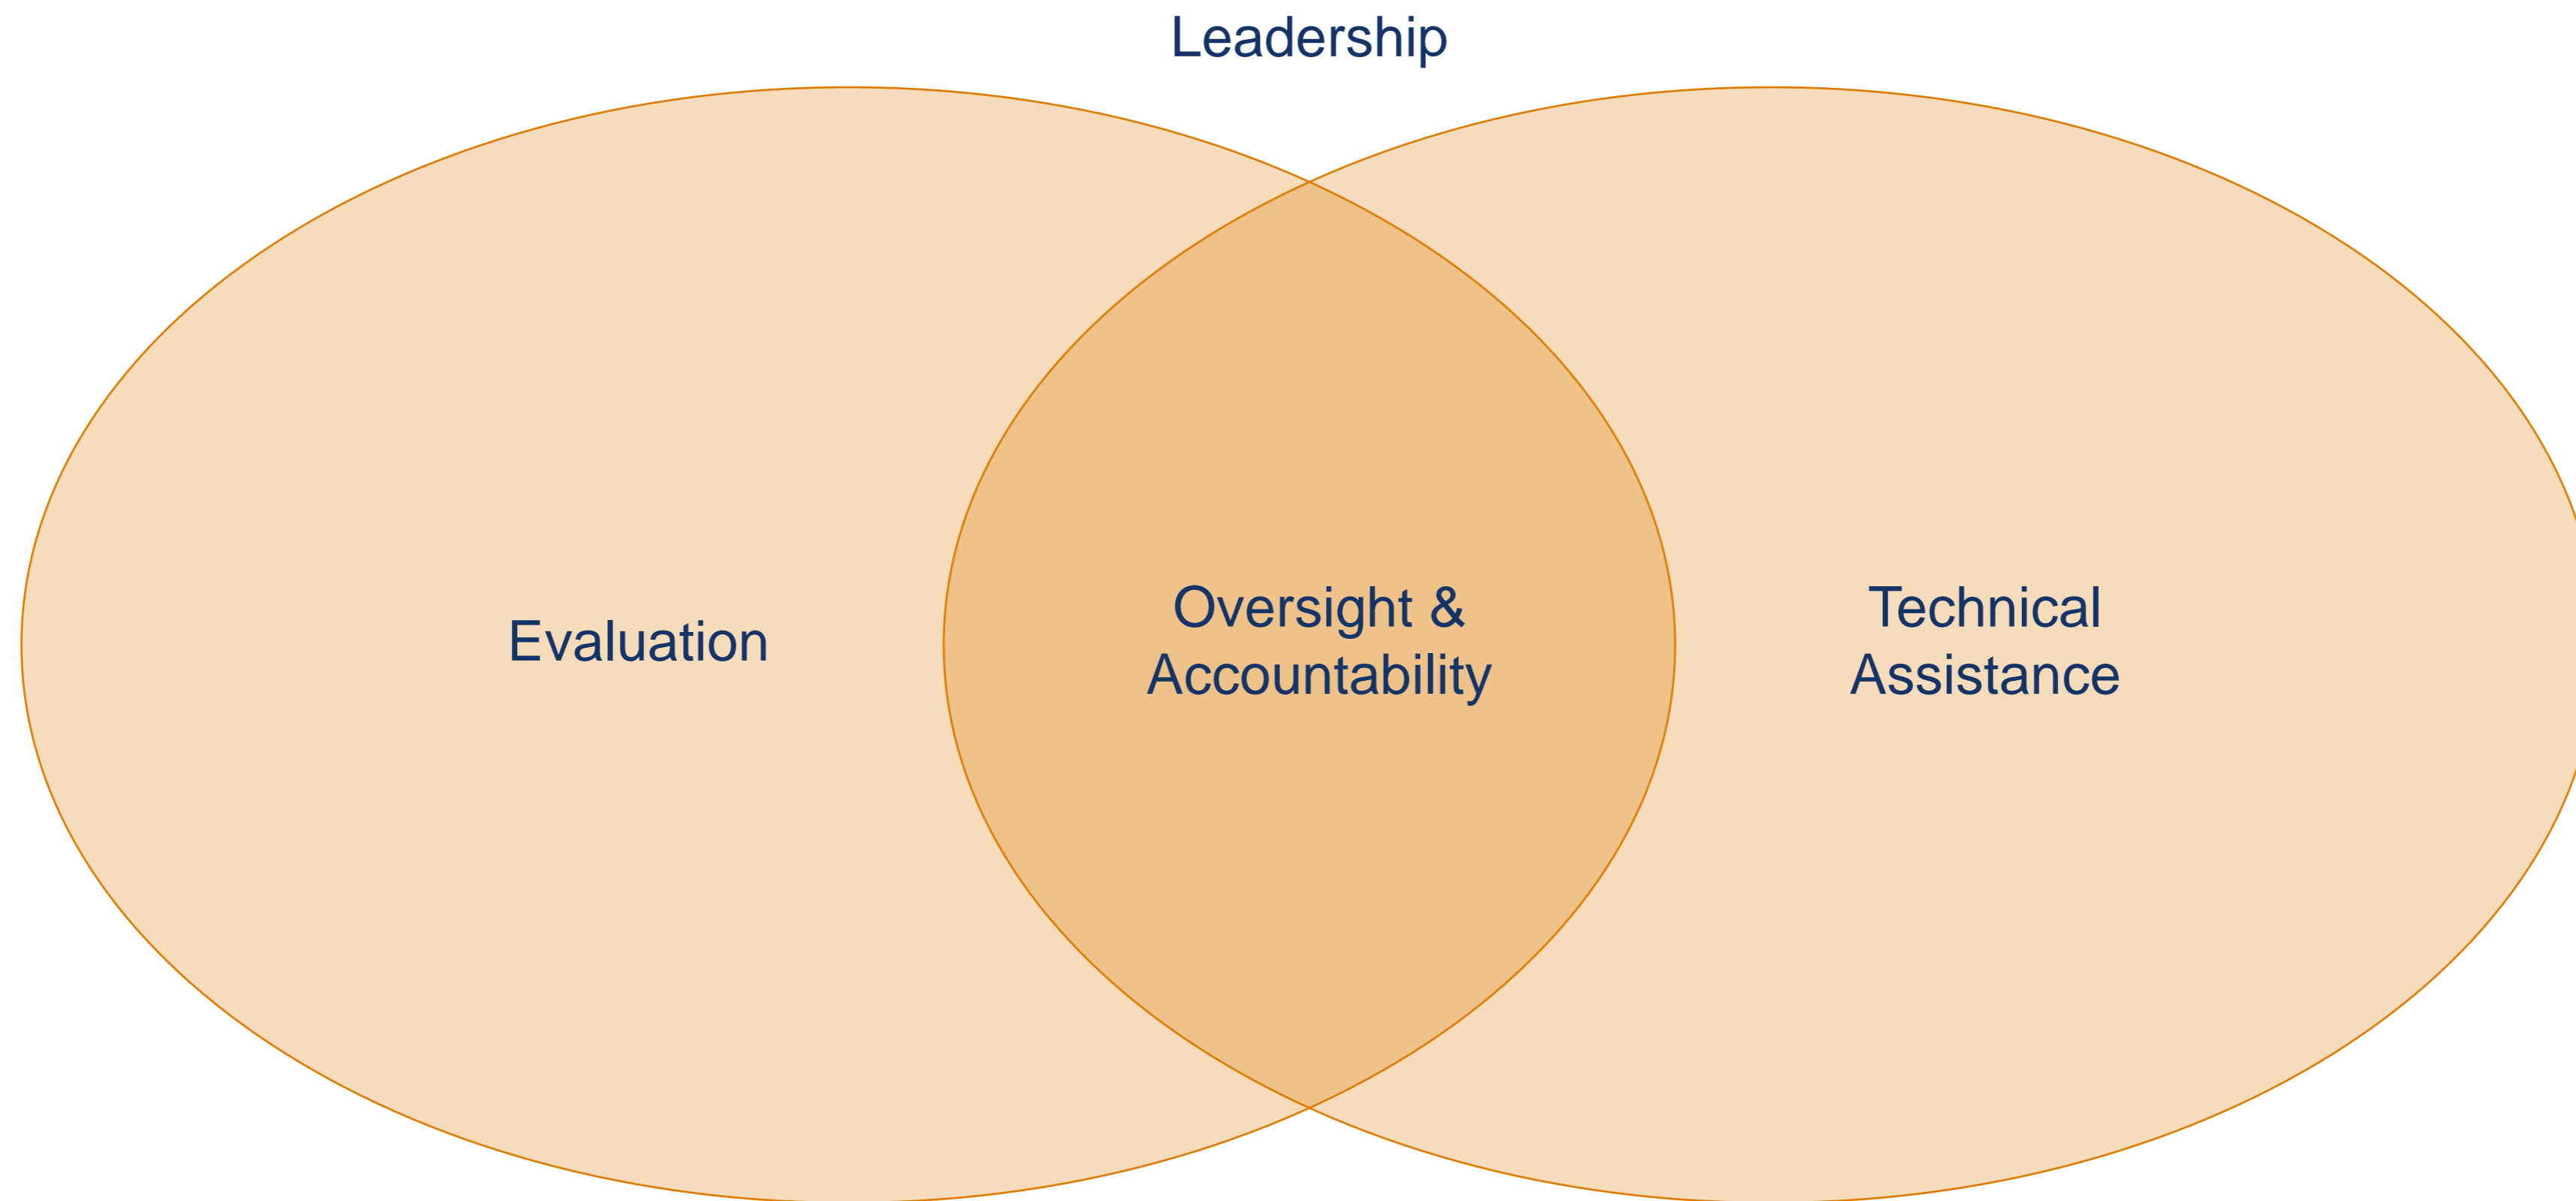 Leadership
Evaluation
Oversight &
Accountability
Technical
Assistance